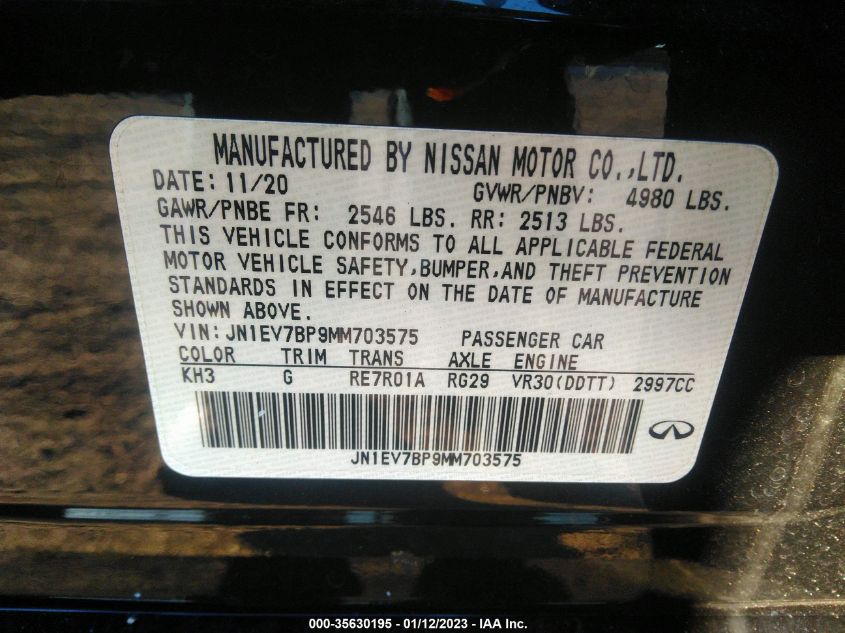 MANUFACTURED BY NISSAN MOTOR CO.,LTD.
DATE: 11/20 GVWR/PNBV: 4980 LBS.
GAWR/PNBE FR: 2546 LBS. RR: 2513 LBS.
THIS VEHICLE CONFORMS TO ALL APPLICABLE FEDERAL
MOTOR VEHICLE SAFETY,BUMPER,AND THEFT PREVENTION
STANDARDS IN EFFECT ON THE DATE OF MANUFACTURE
SHOWN ABOVE.
VIN:JN1EV7BP9MM703575 PASSENGER CAR
COLOR TRIM TRANS AXLE ENGINE
KH3 G RE7R01A RG29 VR30(DDTT) 2997CC
JN1EV7BP9MM703575
000-35630195 - 01/12/2023 - IAA Inc.